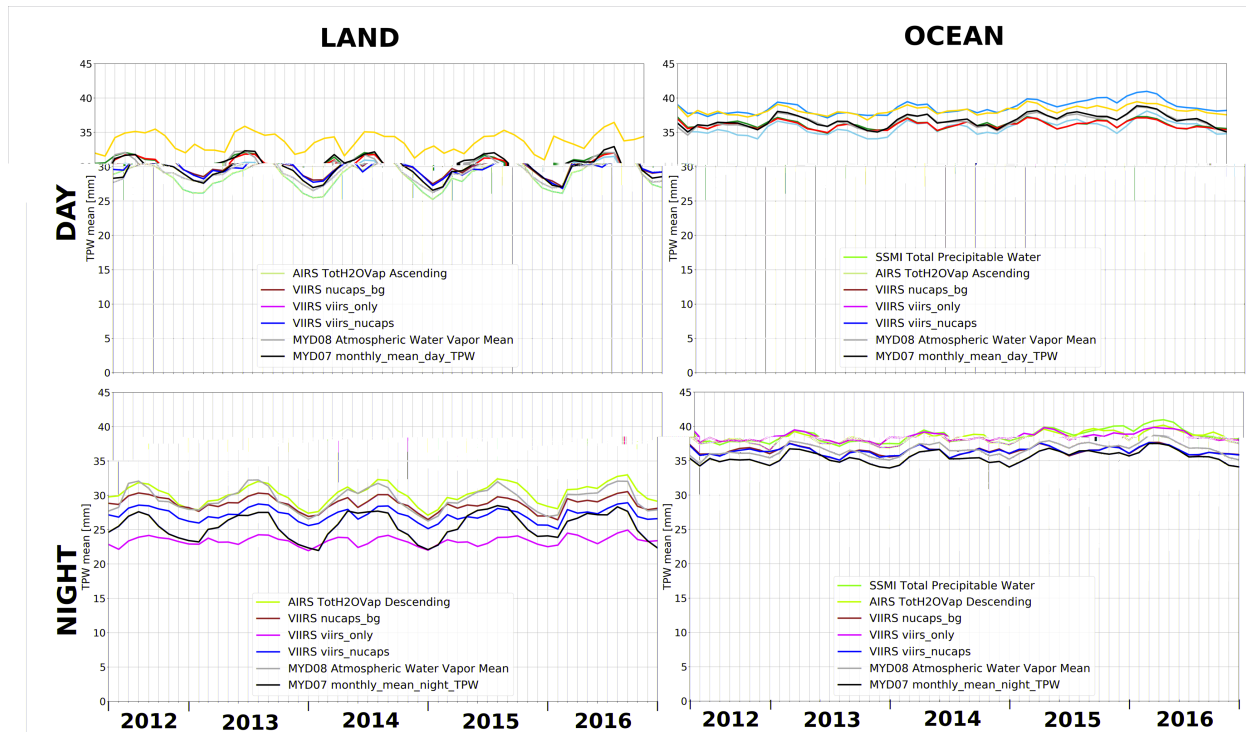 LAND
OCEAN
DAY
TPW mean [mm]
45
40
35
30
25
20
15
10
5
0
AIRS TotH2OVap Ascending
VIIRS nucaps_bg
VIIRS viirs_only
VIIRS viirs_nucaps
MYD08 Atmospheric Water Vapor Mean
MYD07 monthly_mean_day_TPW
TPW mean [mm]
45
40
35
30
25
20
15
10
5
0
SSMI Total Precipitable Water
AIRS TotH2OVap Ascending
VIIRS nucaps_bg
VIIRS viirs_only
VIIRS viirs_nucaps
MYD08 Atmospheric Water Vapor Mean
MYD07 monthly_mean_day_TPW
NIGHT
TPW mean [mm]
45
40
35
30
25
20
15
10
5
0
AIRS TotH2OVap Descending
VIIRS nucaps_bg
VIIRS viirs_only
VIIRS viirs_nucaps
MYD08 Atmospheric Water Vapor Mean
MYD07 monthly_mean_night_TPW
2012 2013 2014 2015 2016
TPW mean [mm]
45
40
35
30
25
20
15
10
5
0
SSMI Total Precipitable Water
AIRS TotH2OVap Descending
VIIRS nucaps_bg
VIIRS viirs_only
VIIRS viirs_nucaps
MYD08 Atmospheric Water Vapor Mean
MYD07 monthly_mean_night_TPW
2012 2013 2014 2015 2016